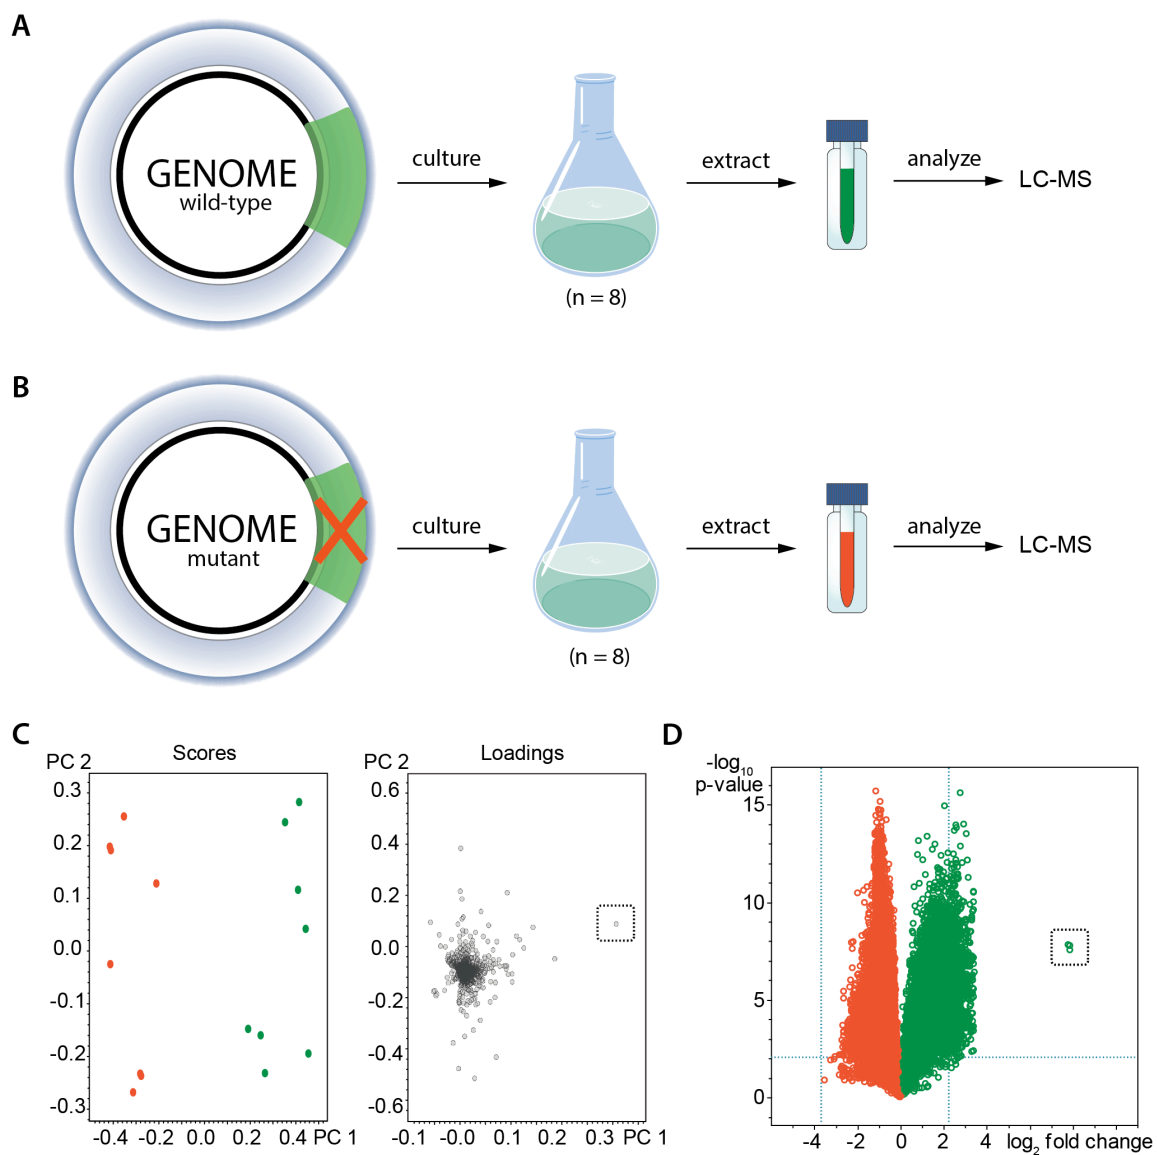 A
GENOME
wild-type
culture
(n = 8)
extract
analyze
LC-MS
B
GENOME
mutant
culture
(n = 8)
extract
analyze
LC-MS
C
Scores
PC 2
0.3
0.2
0.1
0.0
-0.1
-0.2
-0.3
-0.4 -0.2 0.0 0.2 0.4 PC 1
Loadings
PC 2
0.6
0.4
0.2
0.0
-0.2
-0.4
-0.6
-0.1 -0.0 0.1 0.2 0.3 PC 1
D
-log10
p-value
15
10
5
0
-4 -2 0 2 4 log2 fold change